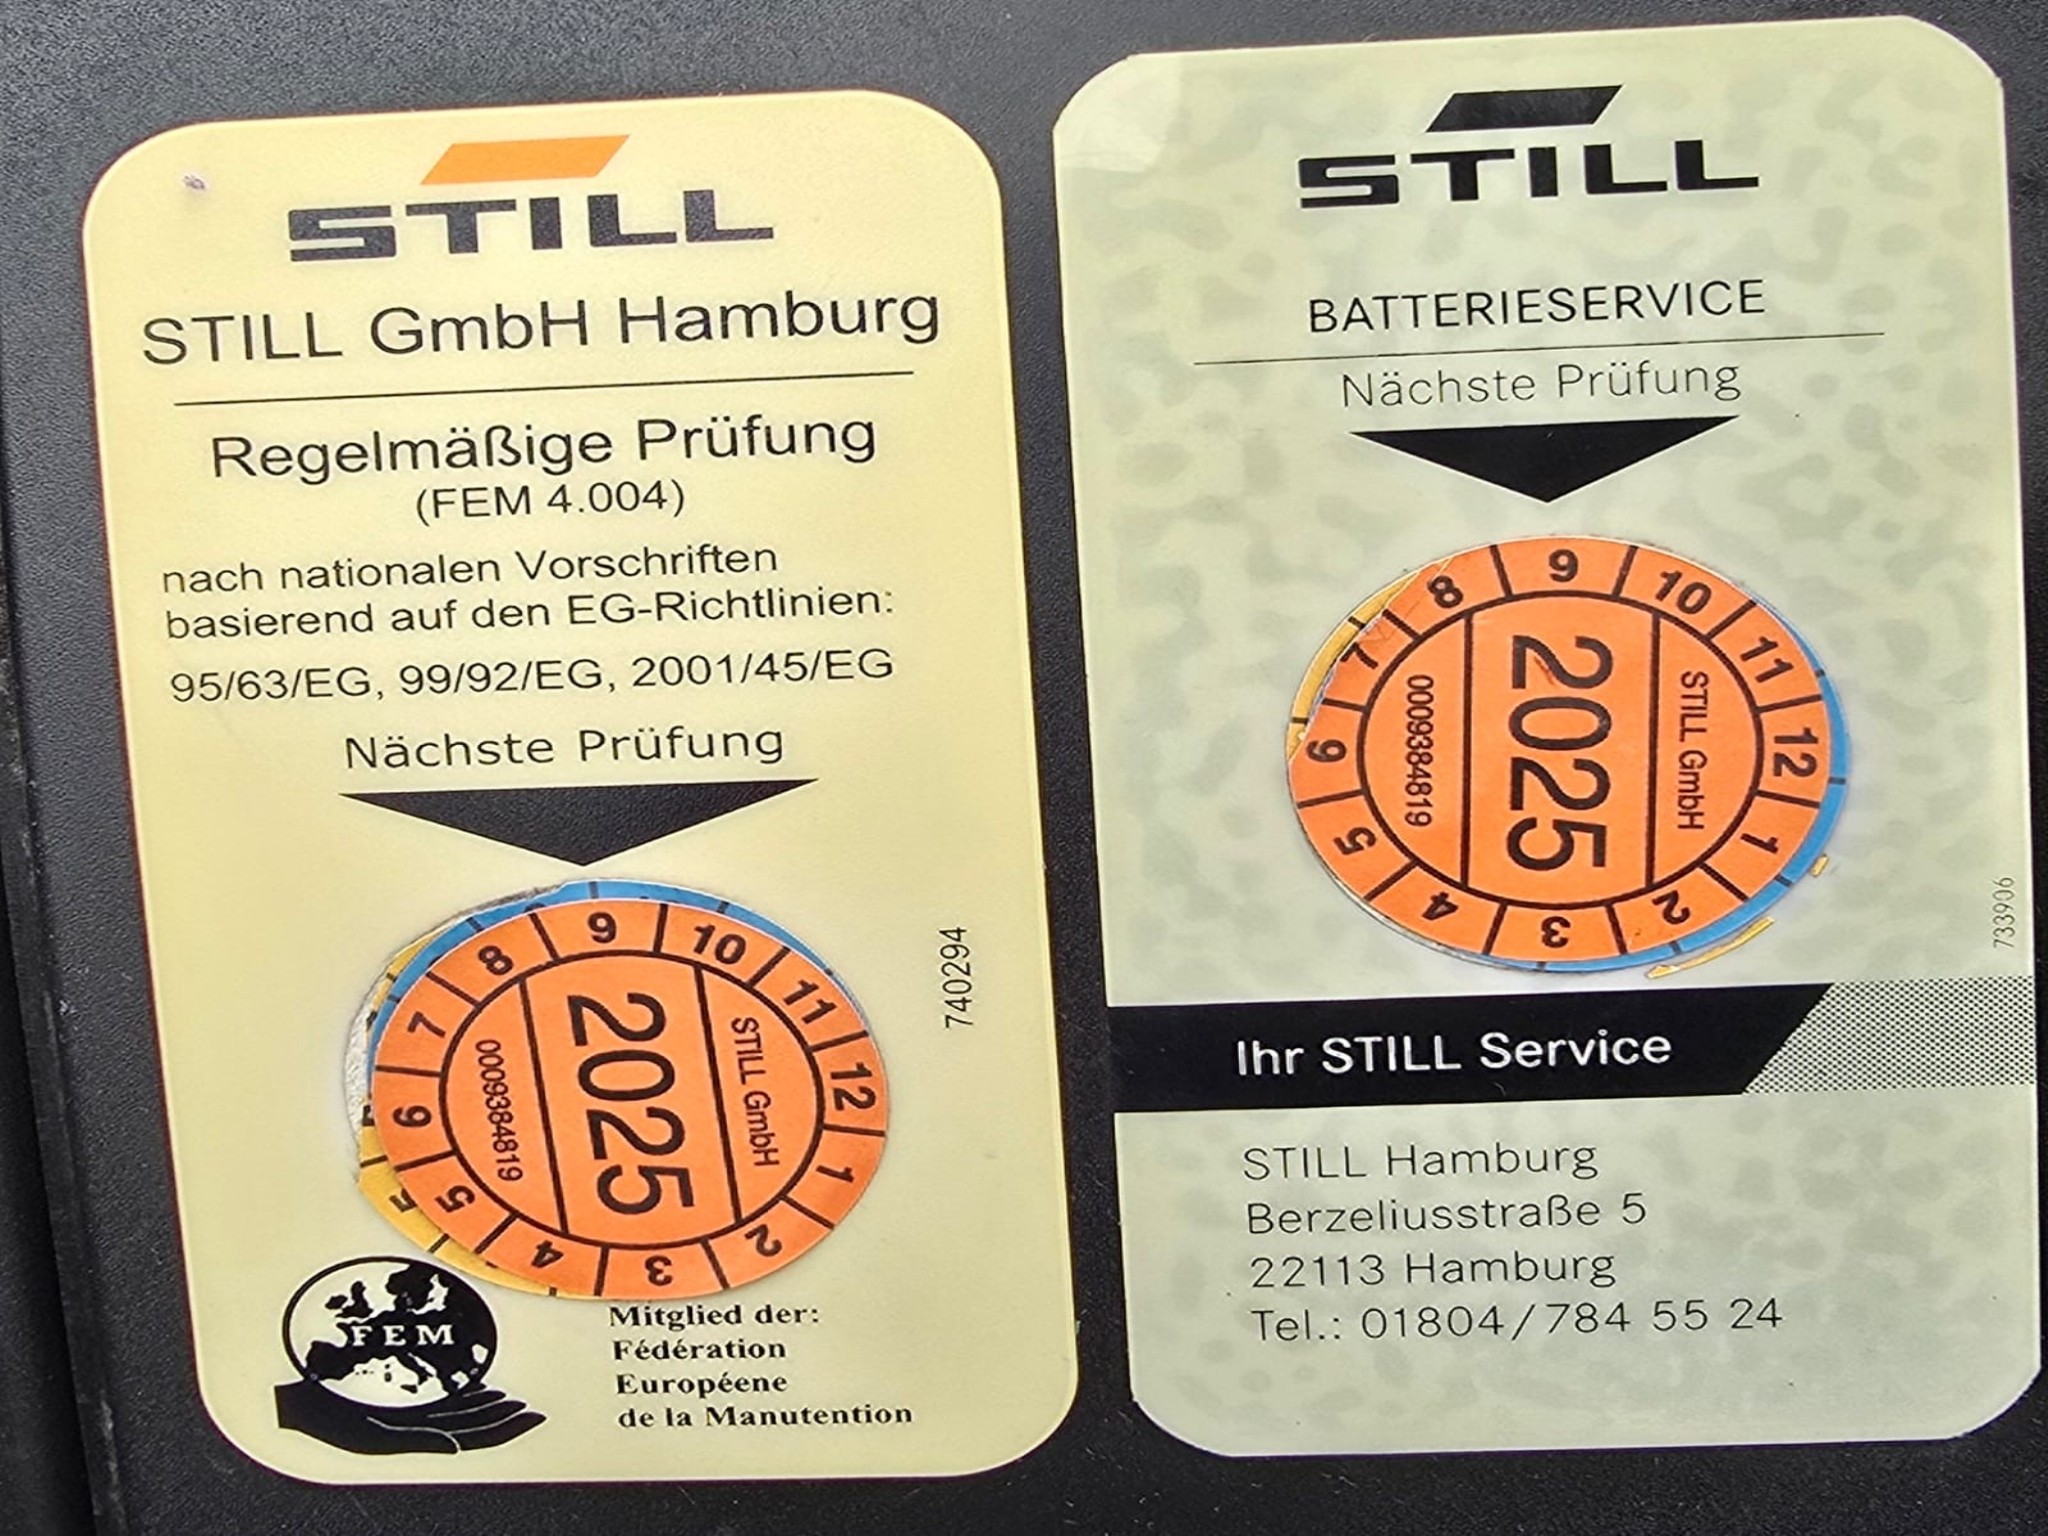 STILL
STILL GmbH Hamburg
Regelmäßige Prüfung
(FEM 4.004)
nach nationalen Vorschriften
basierend auf den EG-Richtlinien:
95/63/EG, 99/92/EG, 2001/45/EG
Nächste Prüfung
9
10
11
12
1
2
3
4
5
6
7
8
STILL GmbH
2025
0009384819
5
740294
FEM
Mitglied der:
Fédération
Européene
de la Manutention
STILL
BATTERIESERVICE
Nächste Prüfung
9
10
11
12
1
2
3
4
5
6
7
8
STILL GmbH
2025
0009384819
733906
Ihr STILL Service
STILL Hamburg
Berzeliusstraße 5
22113 Hamburg
Tel.: 01804/784 55 24